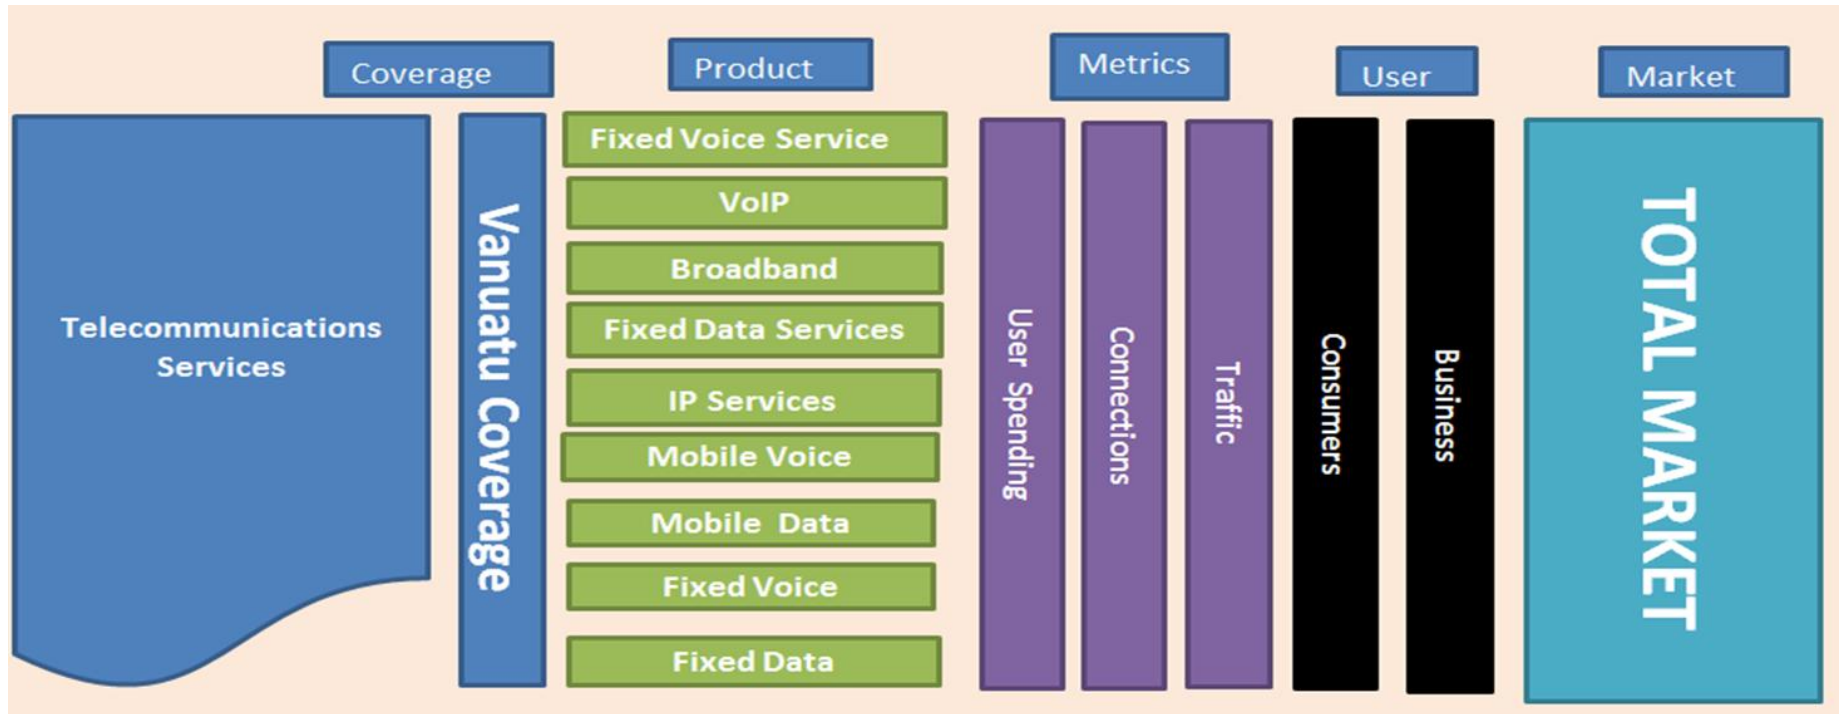 Coverage
Product
Metrics
User
Market
Telecommunications
Services
Vanuatu Coverage
Fixed Voice Service
VoIP
Broadband
Fixed Data Services
IP Services
Mobile Voice
Mobile Data
Fixed Voice
Fixed Data
User Spending
Connections
Traffic
Consumers
Business
TOTAL MARKET